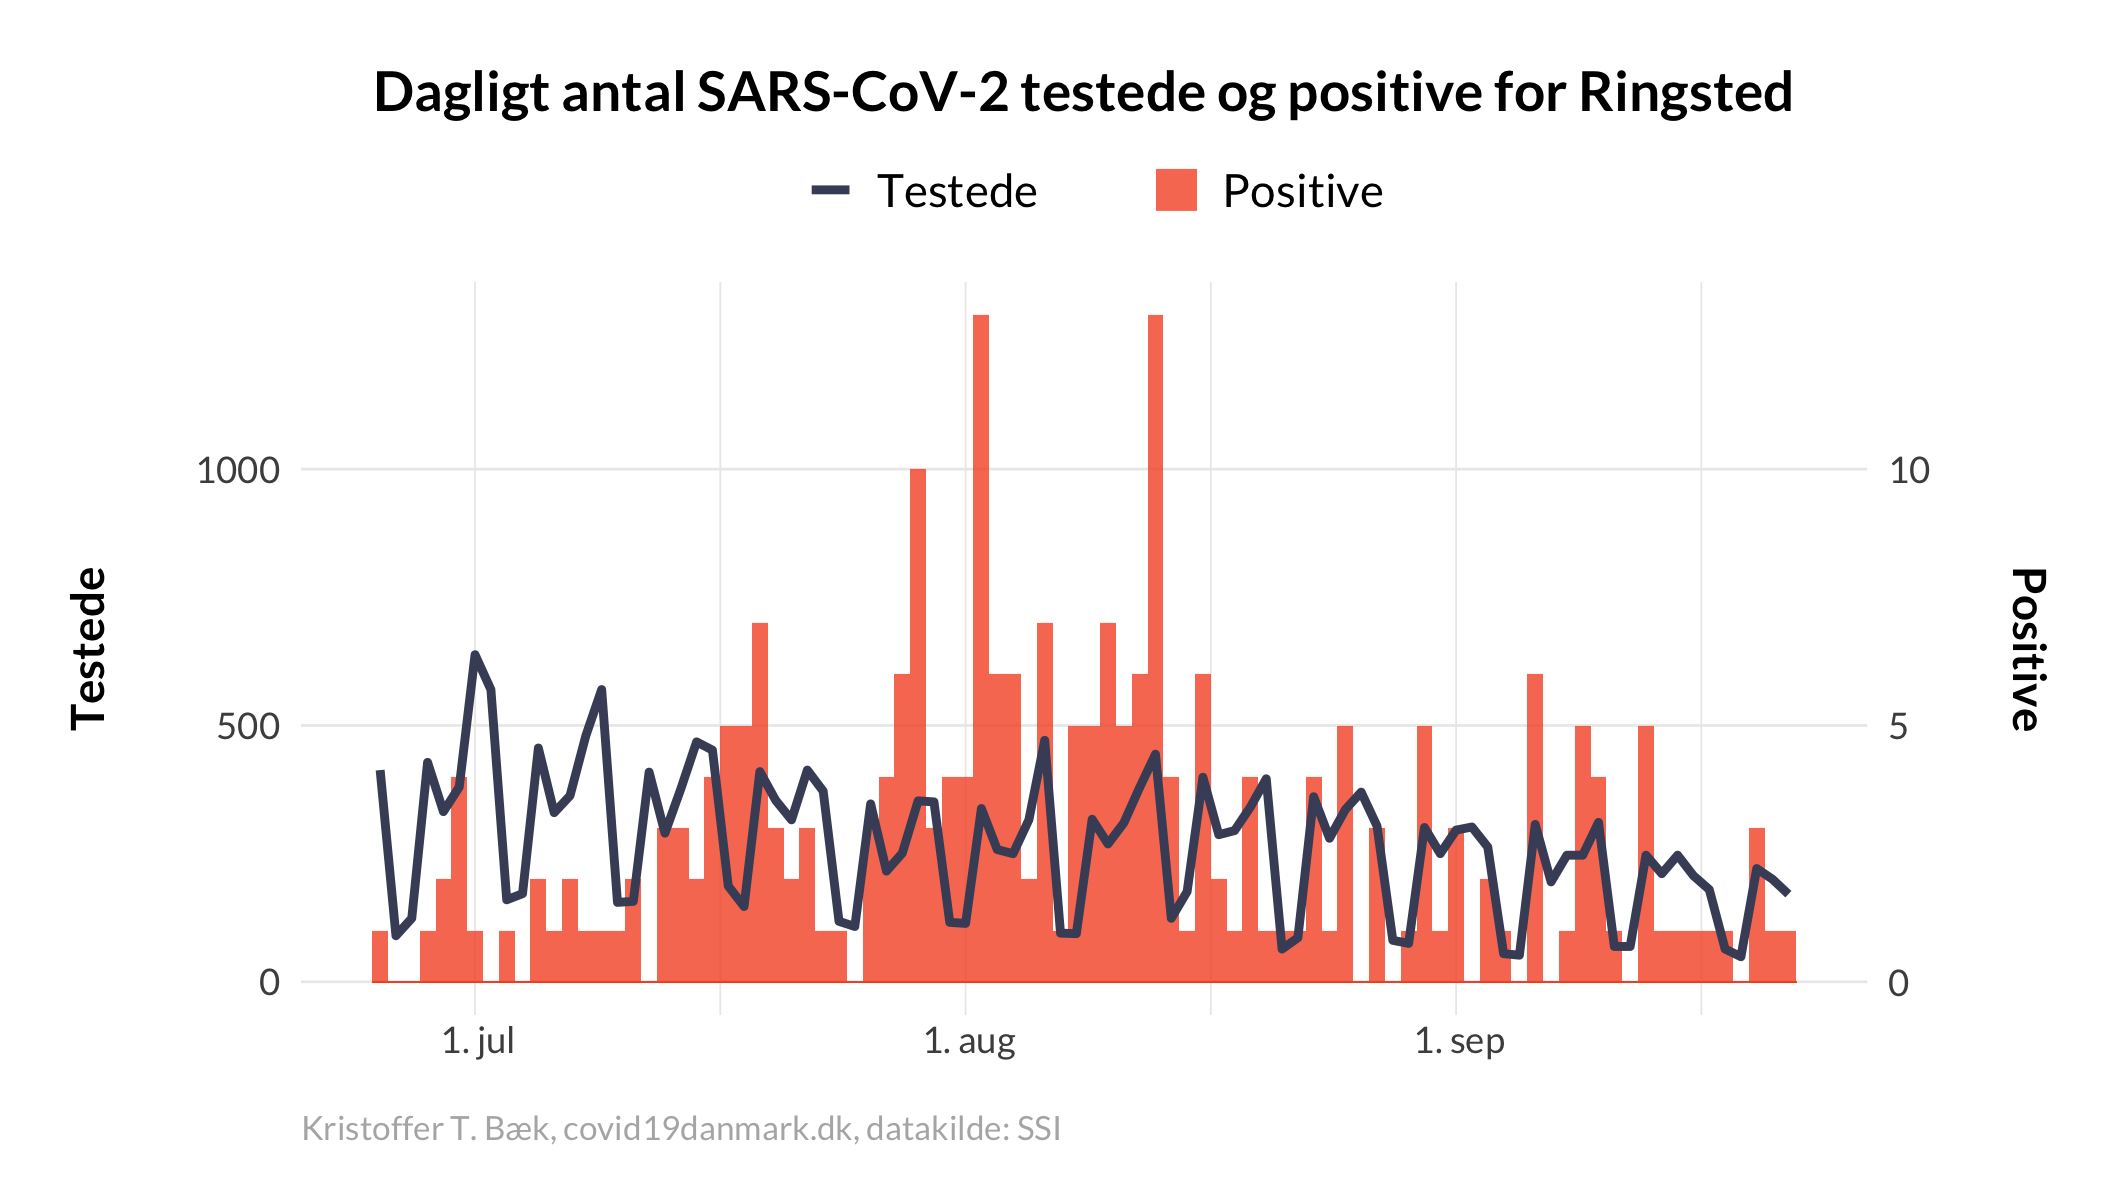 Dagligt antal SARS-CoV-2 testede og positive for Ringsted
Testede
Positive
1000
500
0
10
5
0
Testede
Positive
1. jul
1. aug
1. sep
Kristoffer T. Bæk, covid19danmark.dk, datakilde: SSI